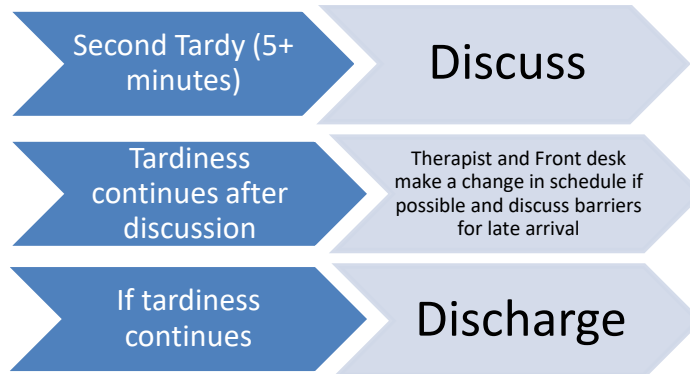 Second Tardy (5+
minutes)
Discuss
Tardiness
continues after
discussion
Therapist and Front desk
make a change in schedule if
possible and discuss barriers
for late arrival
If tardiness
continues
Discharge